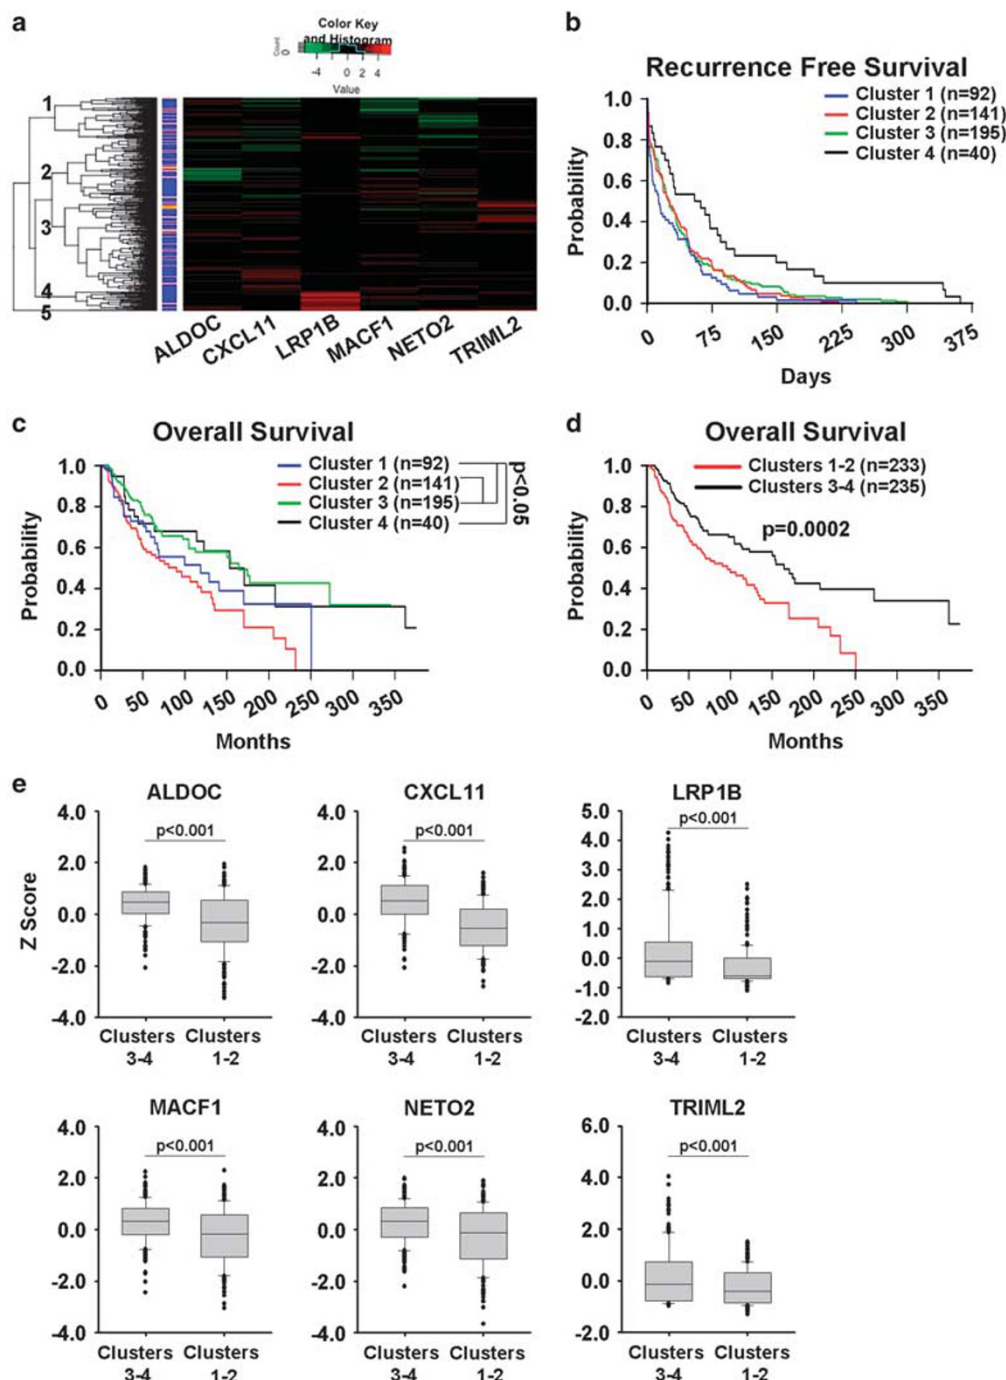 a
Color Key
and Histogram
Count
0
-4 0 2 4
Value
1
2
3
4
5
ALDOC CXCL11 LRP1B MACF1 NETO2 TRIML2
b
Recurrence Free Survival
Cluster 1 (n=92)
Cluster 2 (n=141)
Cluster 3 (n=195)
Cluster 4 (n=40)
Probability
1.0
0.8
0.6
0.4
0.2
0.0
0 75 150 225 300 375
Days
c
Overall Survival
Cluster 1 (n=92)
Cluster 2 (n=141)
Cluster 3 (n=195)
Cluster 4 (n=40)
p<0.05
Probability
1.0
0.8
0.6
0.4
0.2
0.0
0 50 100 150 200 250 300 350
Months
d
Overall Survival
Clusters 1-2 (n=233)
Clusters 3-4 (n=235)
p=0.0002
Probability
1.0
0.8
0.6
0.4
0.2
0.0
0 50 100 150 200 250 300 350
Months
e
ALDOC
p<0.001
Z Score
4.0
2.0
0.0
-2.0
-4.0
Clusters Clusters
3-4 1-2
CXCL11
p<0.001
4.0
2.0
0.0
-2.0
-4.0
Clusters Clusters
3-4 1-2
LRP1B
p<0.001
5.0
4.0
3.0
2.0
1.0
0.0
-1.0
-2.0
Clusters Clusters
3-4 1-2
MACF1
p<0.001
4.0
2.0
0.0
-2.0
-4.0
Clusters Clusters
3-4 1-2
NETO2
p<0.001
4.0
2.0
0.0
-2.0
-4.0
Clusters Clusters
3-4 1-2
TRIML2
p<0.001
6.0
4.0
2.0
0.0
-2.0
Clusters Clusters
3-4 1-2